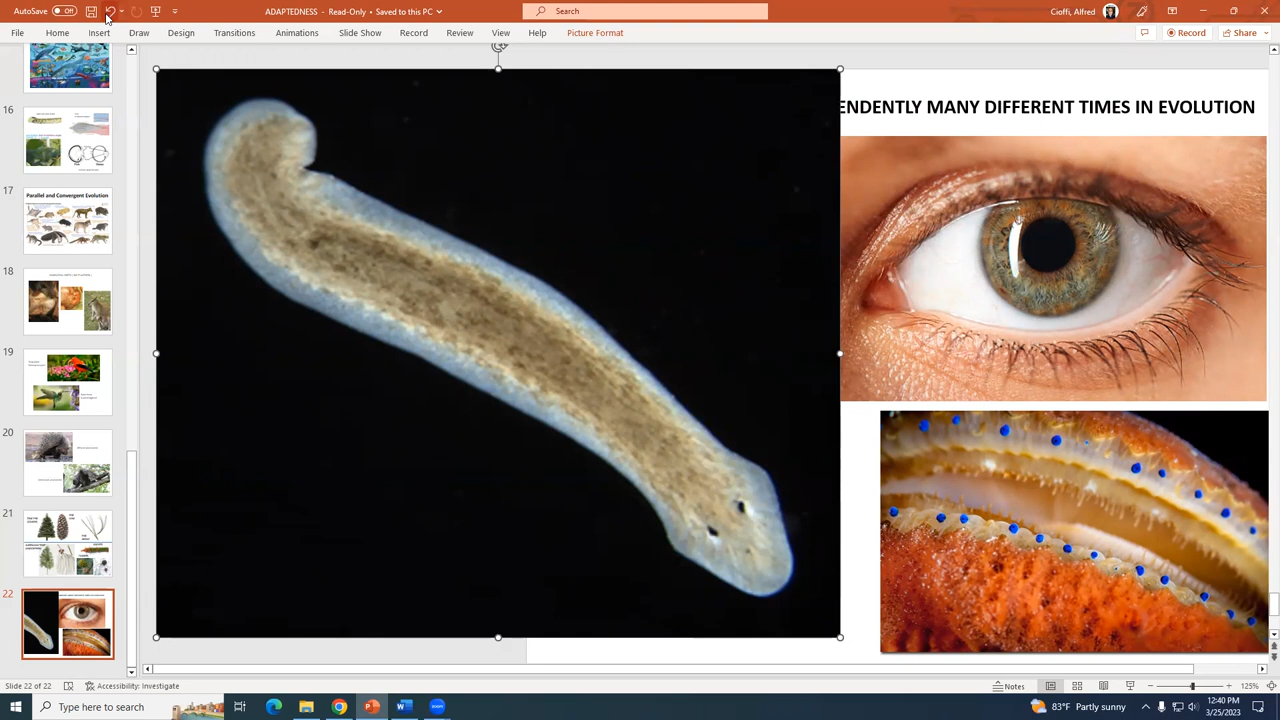 AutoSave Off
ADAPTEDNESS - Read-Only • Saved to this PC
Search
Cioffi, Alfred
File Home Insert Draw Design Transitions Animations Slide Show Record Review View Help Picture Format
Record
Share
16
17
Parallel and Convergent Evolution
18
19
20
21
22
ENDENTLY MANY DIFFERENT TIMES IN EVOLUTION
Slide 22 of 22
Accessibility: Investigate
Notes
125%
Type here to search
zoom
83°F Partly sunny
12:40 PM
3/25/2023